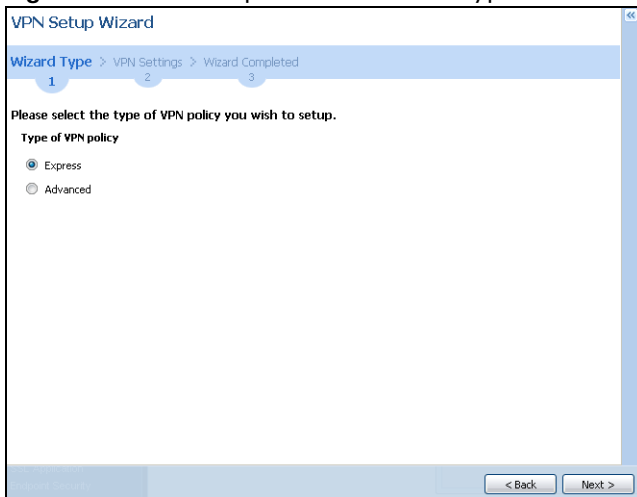 VPN Setup Wizard
Wizard Type > VPN Settings > Wizard Completed
1 2 3
Please select the type of VPN policy you wish to setup.
Type of VPN policy
Express
Advanced
< Back Next >